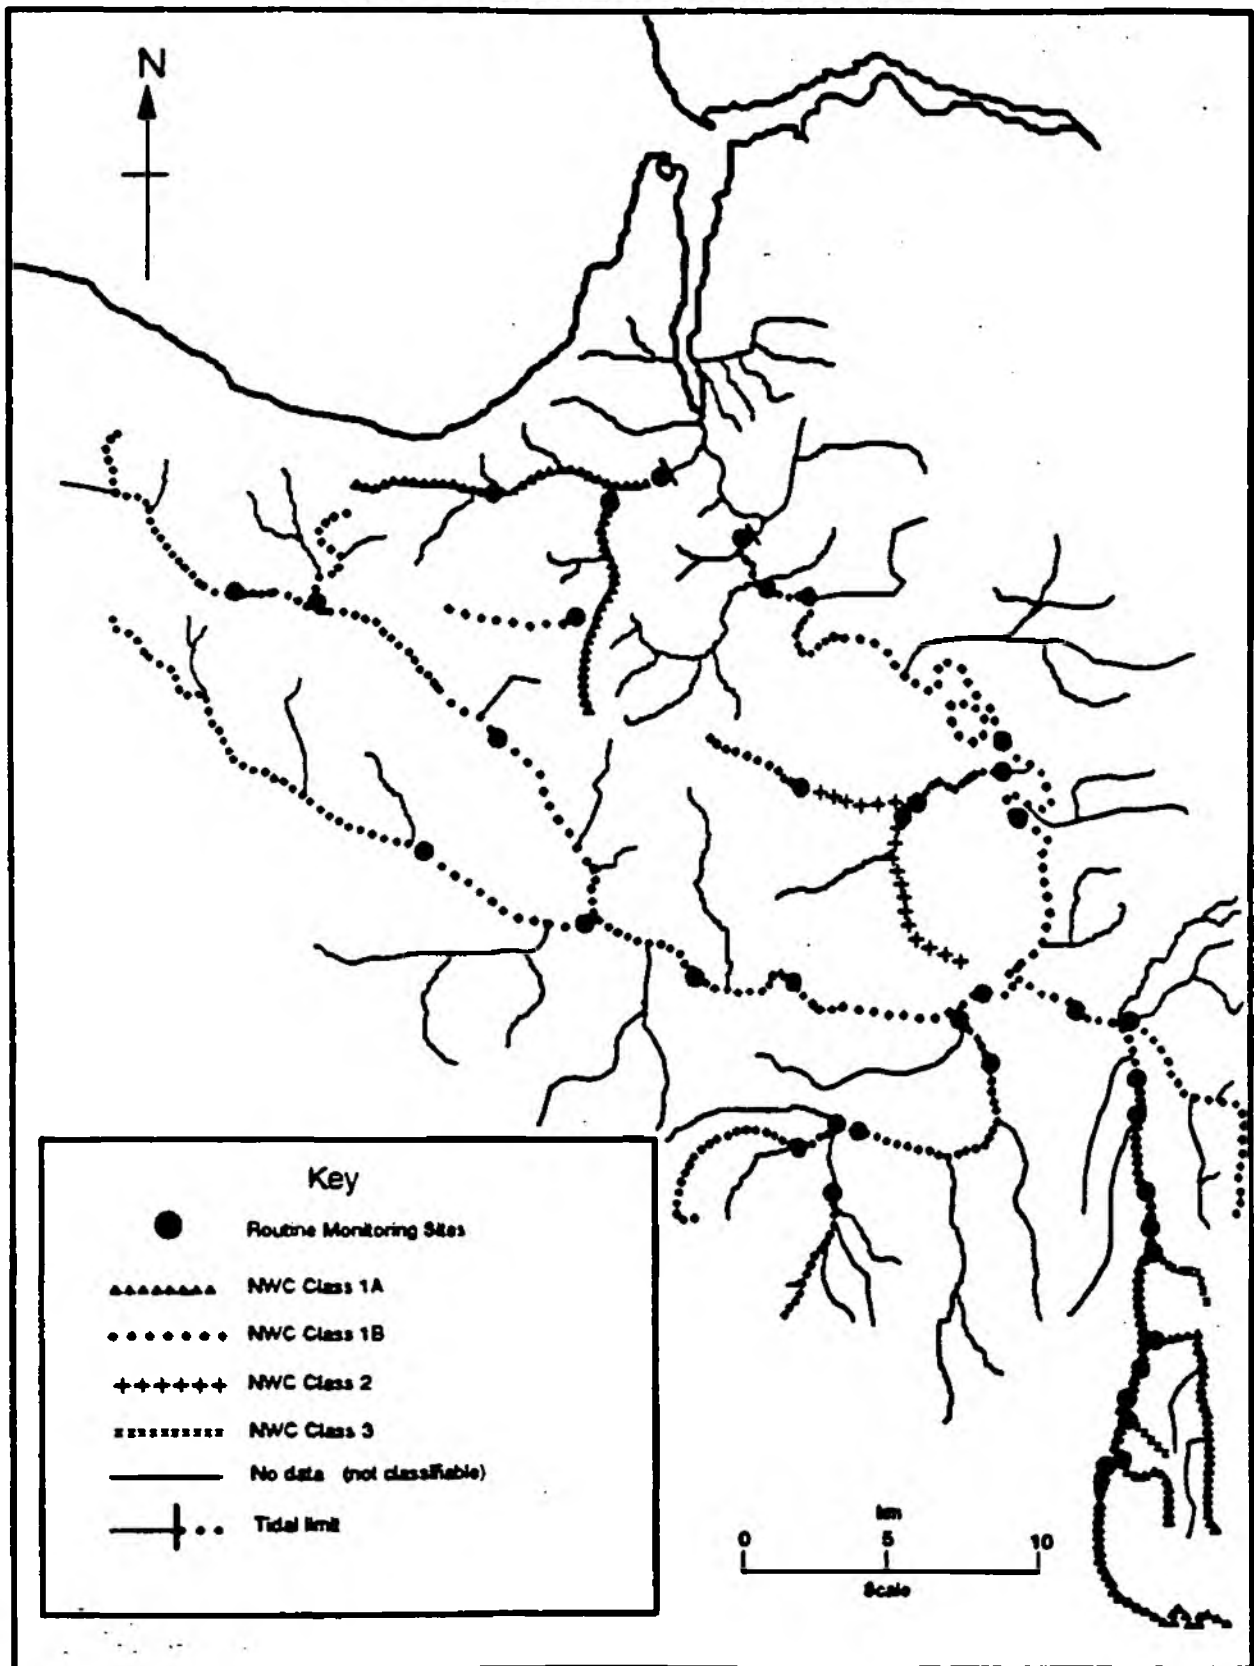 N
Key
Routine Monitoring Sites
NWC Class 1A
NWC Class 1B
NWC Class 2
NWC Class 3
No data (not classifiable)
Tidal limit
km
0 5 10
Scale